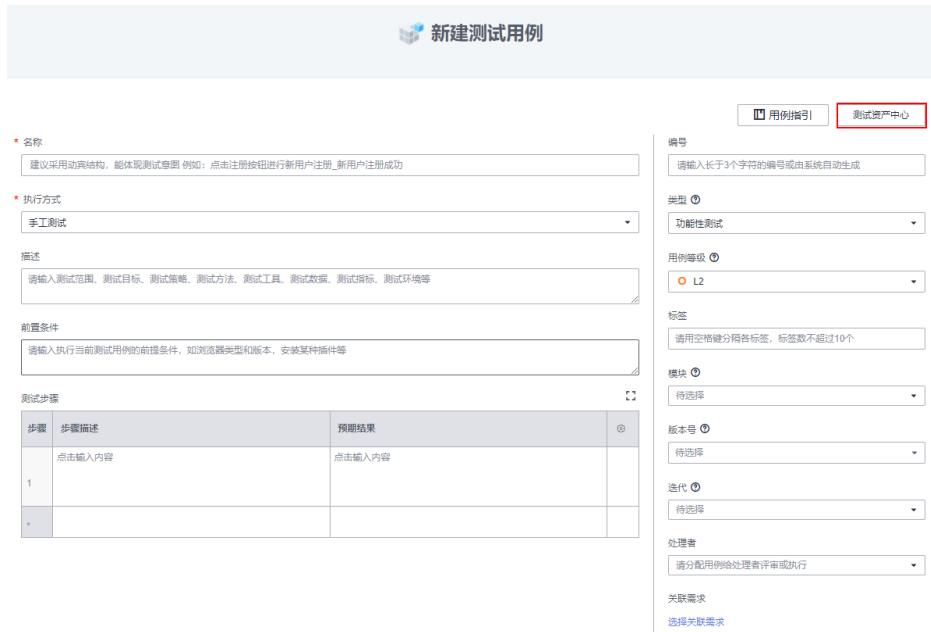 新建测试用例
用例指引
测试资产中心
* 名称
建议采用动宾结构，能体现测试意图 例如：点击注册按钮进行新用户注册_新用户注册成功
* 执行方式
手工测试
描述
请输入测试范围、测试目标、测试策略、测试方法、测试工具、测试数据、测试指标、测试环境等
前置条件
请输入执行当前测试用例的前提条件，如浏览器类型和版本，安装某种插件等
测试步骤
步骤 步骤描述 预期结果
1 点击输入内容 点击输入内容
*
编号
请输入长于3个字符的编号或由系统自动生成
类型
功能性测试
用例等级
L2
标签
请用空格键分隔各标签，标签数不超过10个
模块
待选择
版本号
待选择
迭代
待选择
处理者
请分配用例给处理者评审或执行
关联需求
选择关联需求